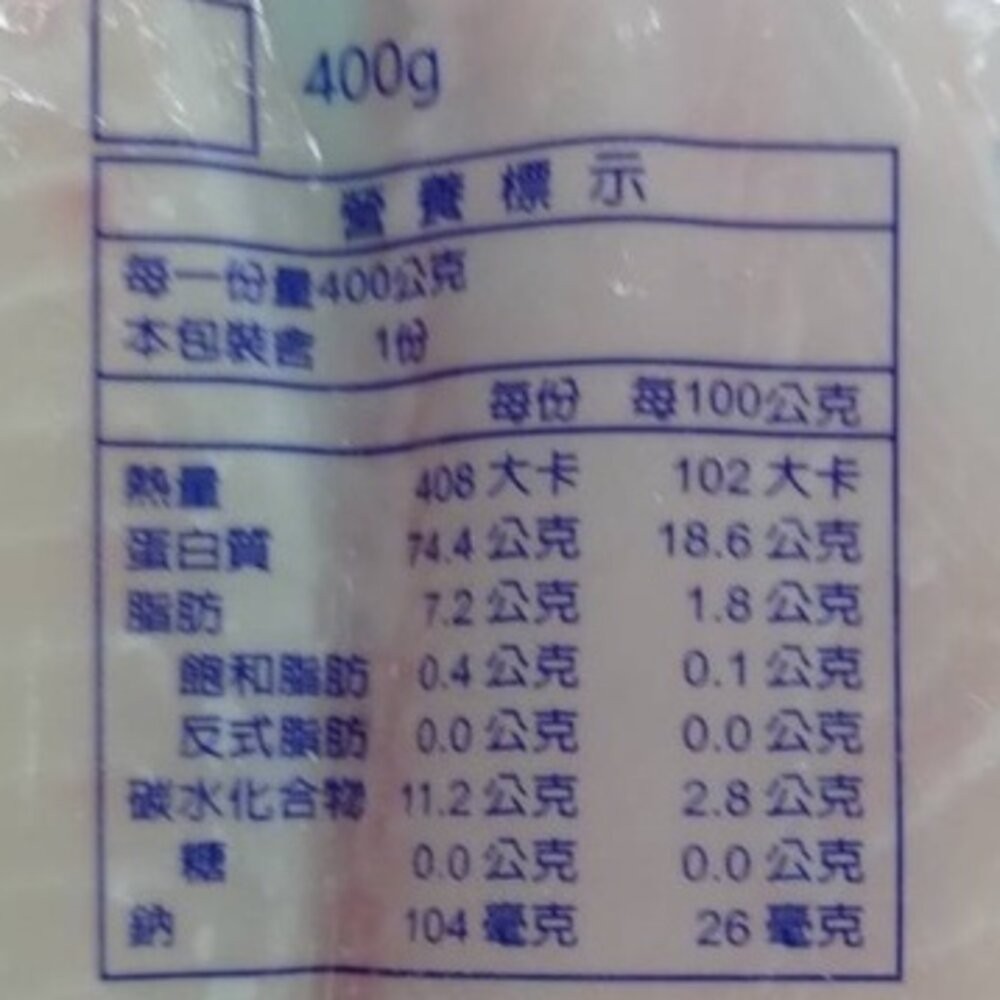 400g
營養標示
每一份量400公克
本包裝含 1份
每份 每100公克
熱量 408大卡 102大卡
蛋白質 74.4公克 18.6公克
脂肪 7.2公克 1.8公克
飽和脂肪 0.4公克 0.1公克
反式脂肪 0.0公克 0.0公克
碳水化合物 11.2公克 2.8公克
糖 0.0公克 0.0公克
鈉 104毫克 26毫克